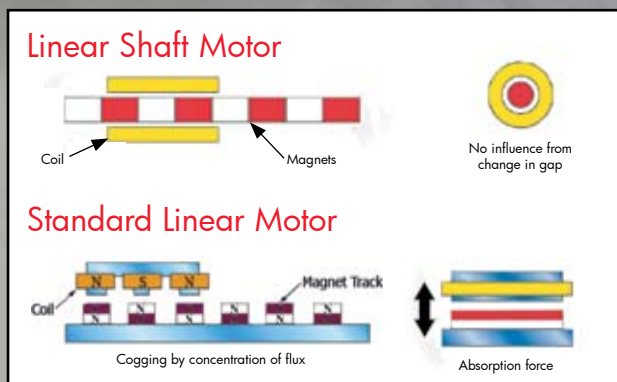 Linear Shaft Motor
Coil
Magnets
No influence from
change in gap
Standard Linear Motor
N S N
Coil
Magnet Track
Cogging by concentration of flux
Absorption force